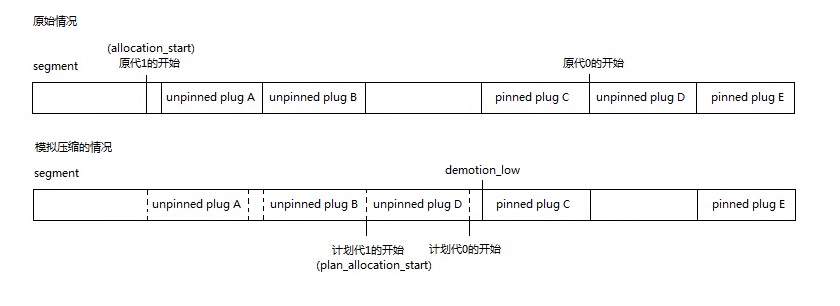 原始情况
(allocation_start)
原代1的开始
原代0的开始
segment
unpinned plug A
unpinned plug B
pinned plug C
unpinned plug D
pinned plug E
模拟压缩的情况
segment
demotion_low
unpinned plug A
unpinned plug B
unpinned plug D
pinned plug C
pinned plug E
计划代1的开始
计划代0的开始
(plan_allocation_start)